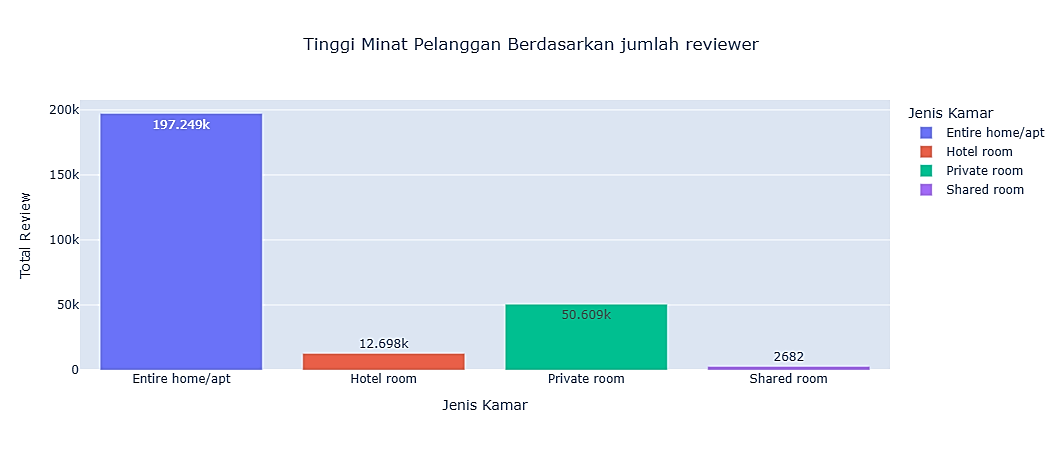 Tinggi Minat Pelanggan Berdasarkan jumlah reviewer
200k
150k
100k
50k
0
Total Review
197.249k
12.698k
50.609k
2682
Entire home/apt
Hotel room
Private room
Shared room
Jenis Kamar
Jenis Kamar
Entire home/apt
Hotel room
Private room
Shared room